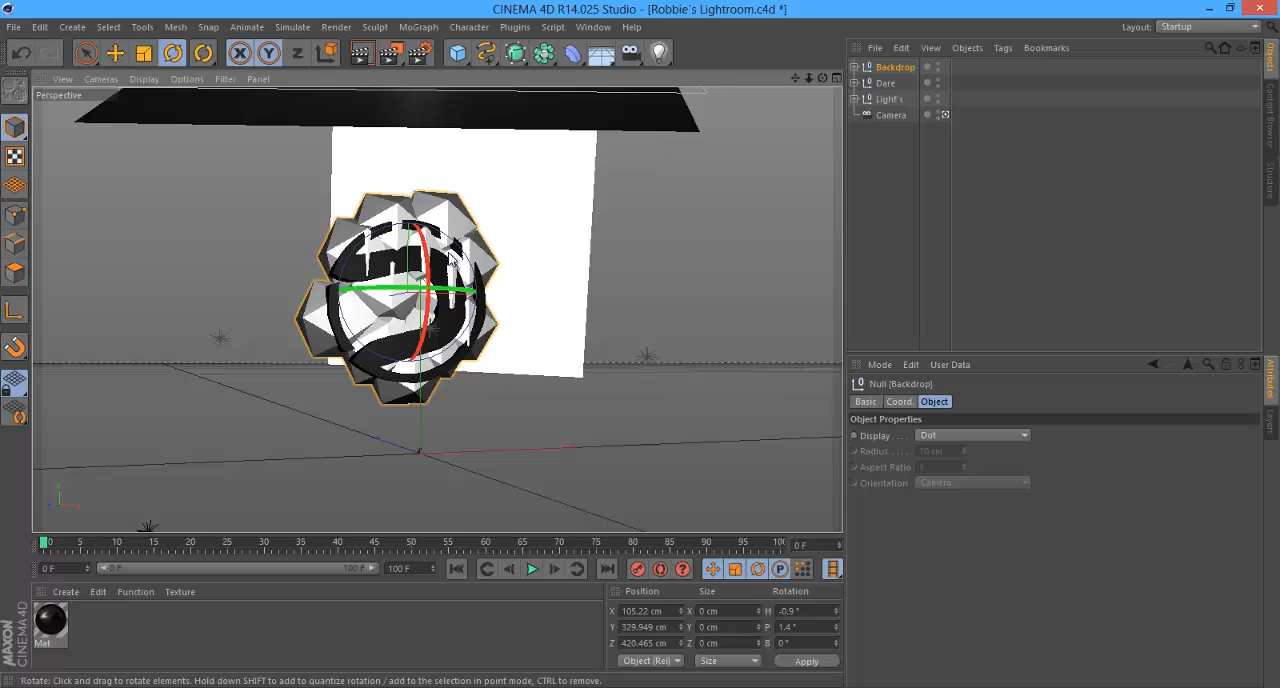 CINEMA 4D R14.025 Studio - [Robbie´s Lightroom.c4d *]
File Edit Create Select Tools Mesh Snap Animate Simulate Render Sculpt MoGraph Character Plugins Script Window Help Layout: Startup
File Edit View Objects Tags Bookmarks
View Cameras Display Options Filter Panel
Perspective
Backdrop
Dare
Light's
Camera
Objects
Content Browser
Structure
X Y Z
Mode Edit User Data
Null [Backdrop]
Basic Coord. Object
Object Properties
Display . . . . Dot
Radius . . . . 10 cm
Aspect Ratio 1
Orientation Camera
Attributes
Layers
Y
Z X
0 5 10 15 20 25 30 35 40 45 50 55 60 65 70 75 80 85 90 95 100 0 F
0 F 0 F 100 F 100 F
Create Edit Function Texture
Mat
Position Size Rotation
X 105.22 cm X 0 cm H -0.9 °
Y 329.949 cm Y 0 cm P 1.4 °
Z 420.465 cm Z 0 cm B 0 °
Object (Rel) Size Apply
MAXON
CINEMA 4D
Rotate: Click and drag to rotate elements. Hold down SHIFT to add to quantize rotation / add to the selection in point mode, CTRL to remove.